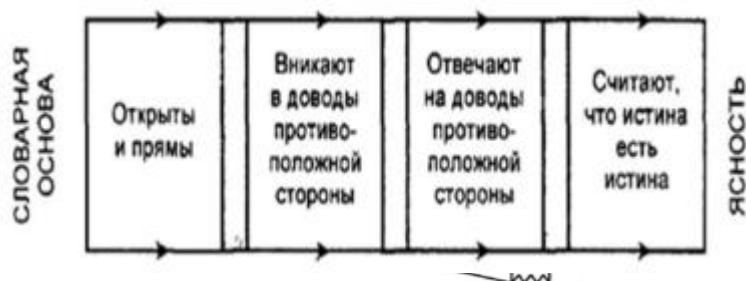 СЛОВАРНАЯ
ОСНОВА
Открыты
и прямы
Вникают
в доводы
противо-
положной
стороны
Отвечают
на доводы
противо-
положной
стороны
Считают,
что истина
есть
истина
ЯСНОСТЬ